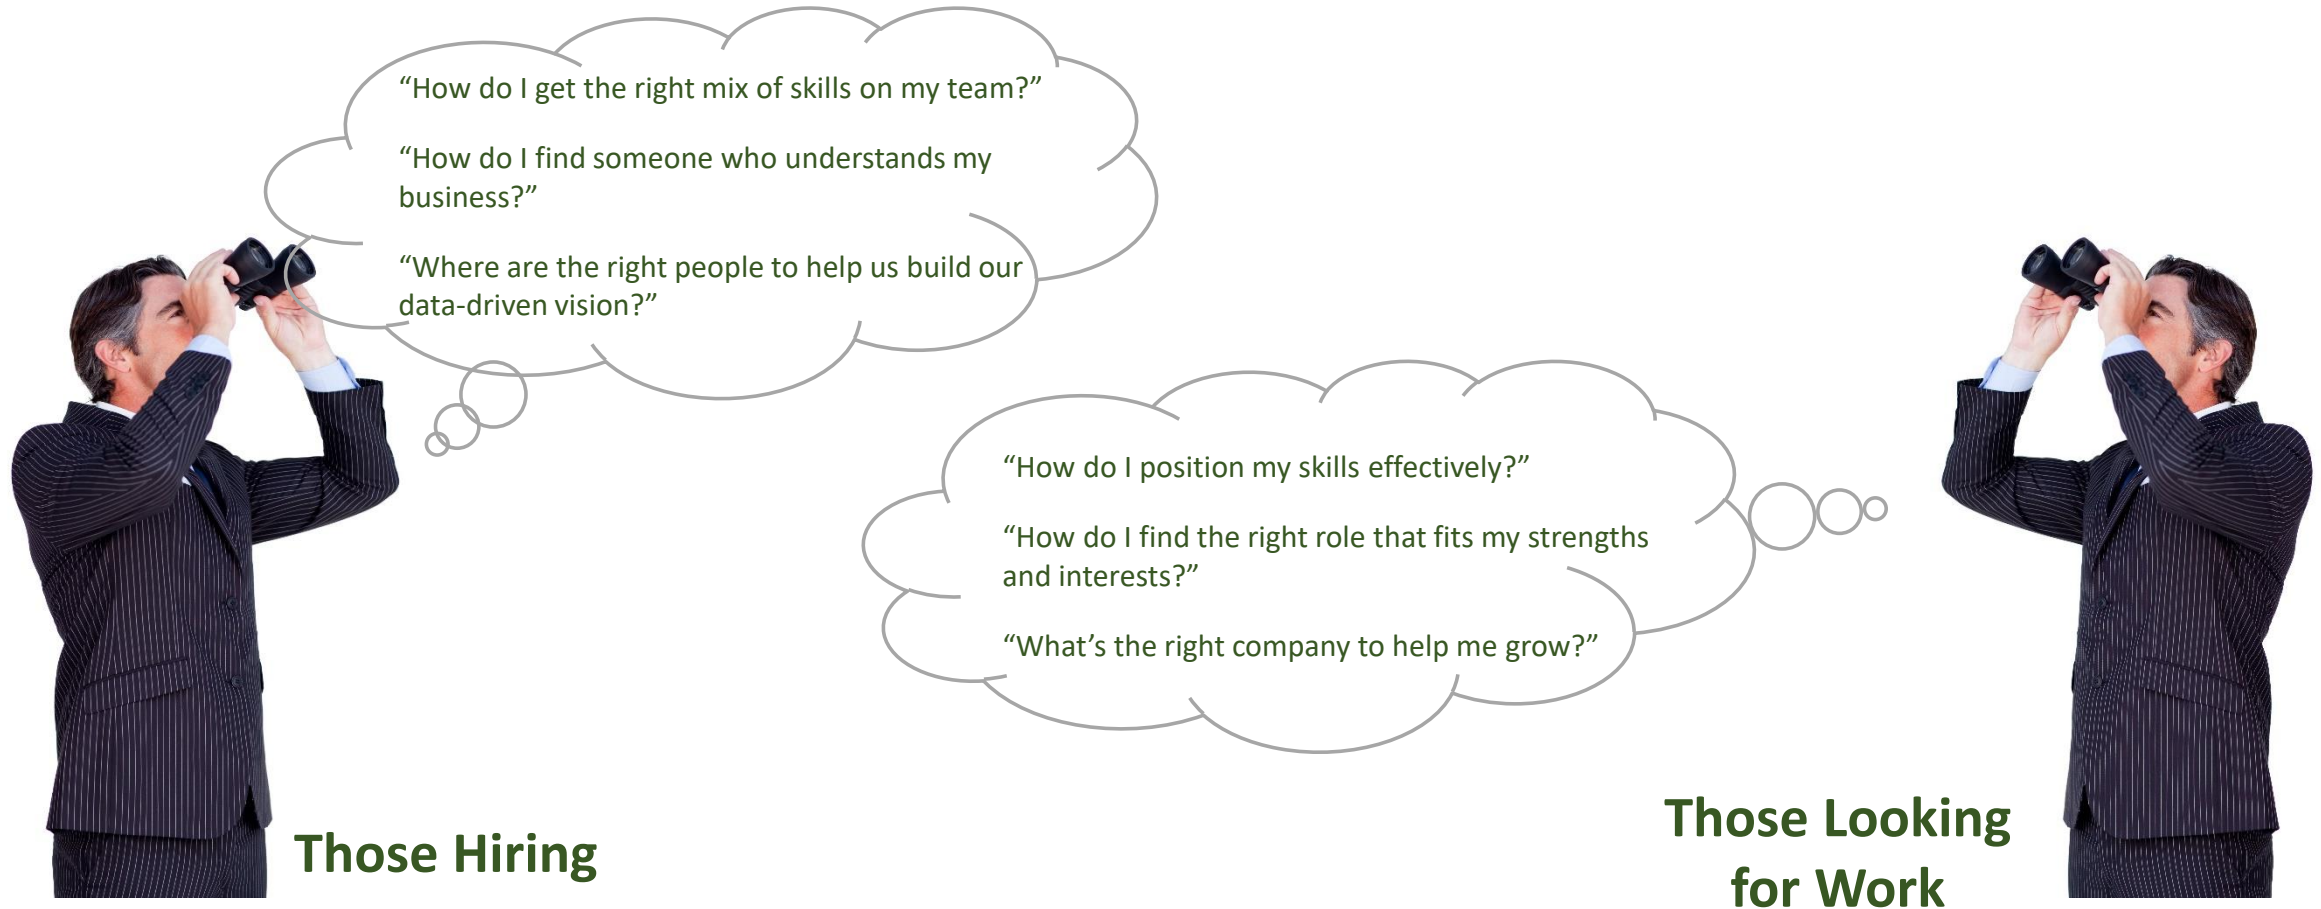 “How do I get the right mix of skills on my team?”
“How do I find someone who understands my
business?”
“Where are the right people to help us build our
data-driven vision?”
“How do I position my skills effectively?”
“How do I find the right role that fits my strengths
and interests?”
“What’s the right company to help me grow?”
Those Hiring
Those Looking
for Work